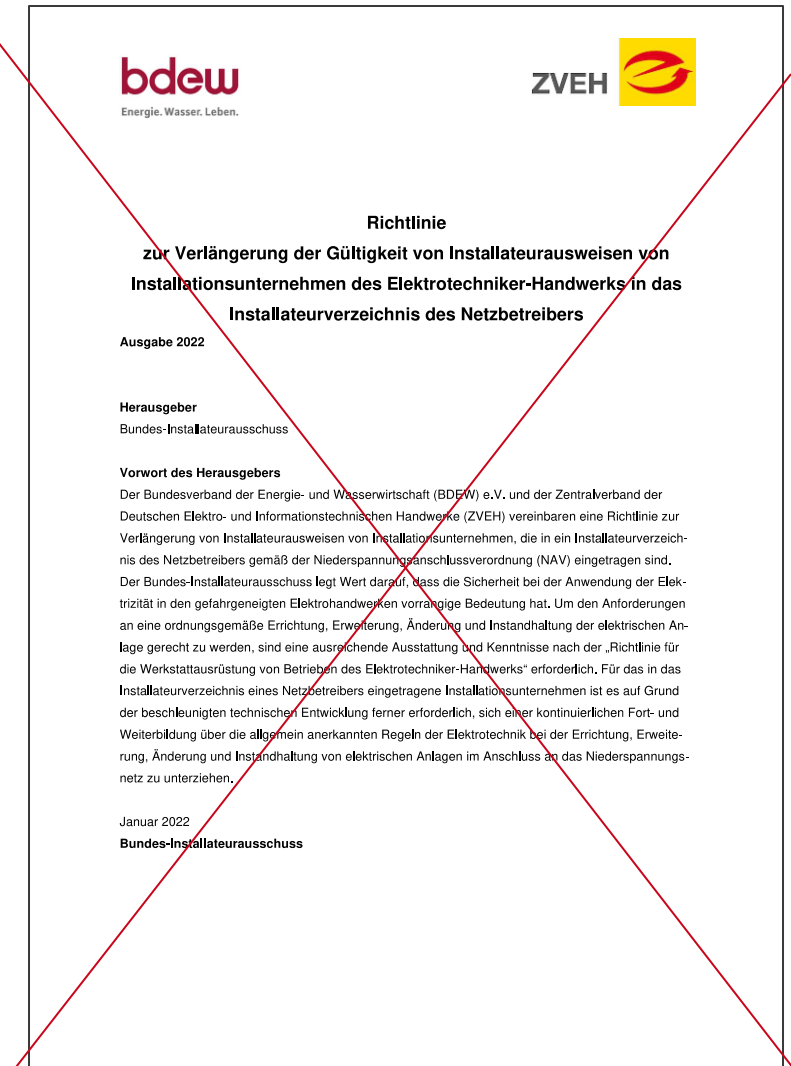 bdew
Energie. Wasser. Leben.
ZVEH
Richtlinie
zur Verlängerung der Gültigkeit von Installateurausweisen von
Installationsunternehmen des Elektrotechniker-Handwerks in das
Installateurverzeichnis des Netzbetreibers
Ausgabe 2022
Herausgeber
Bundes-Installateurausschuss
Vorwort des Herausgebers
Der Bundesverband der Energie- und Wasserwirtschaft (BDEW) e.V. und der Zentralverband der
Deutschen Elektro- und Informationstechnischen Handwerke (ZVEH) vereinbaren eine Richtlinie zur
Verlängerung von Installateurausweisen von Installationsunternehmen, die in ein Installateurverzeich-
nis des Netzbetreibers gemäß der Niederspannungsanschlussverordnung (NAV) eingetragen sind.
Der Bundes-Installateurausschuss legt Wert darauf, dass die Sicherheit bei der Anwendung der Elek-
trizität in den gefahrgeneigten Elektrohandwerken vorrangige Bedeutung hat. Um den Anforderungen
an eine ordnungsgemäße Errichtung, Erweiterung, Änderung und Instandhaltung der elektrischen An-
lage gerecht zu werden, sind eine ausreichende Ausstattung und Kenntnisse nach der „Richtlinie für
die Werkstattausrüstung von Betrieben des Elektrotechniker-Handwerks“ erforderlich. Für das in das
Installateurverzeichnis eines Netzbetreibers eingetragene Installationsunternehmen ist es auf Grund
der beschleunigten technischen Entwicklung ferner erforderlich, sich einer kontinuierlichen Fort- und
Weiterbildung über die allgemein anerkannten Regeln der Elektrotechnik bei der Errichtung, Erweite-
rung, Änderung und Instandhaltung von elektrischen Anlagen im Anschluss an das Niederspannungs-
netz zu unterziehen.
Januar 2022
Bundes-Installateurausschuss